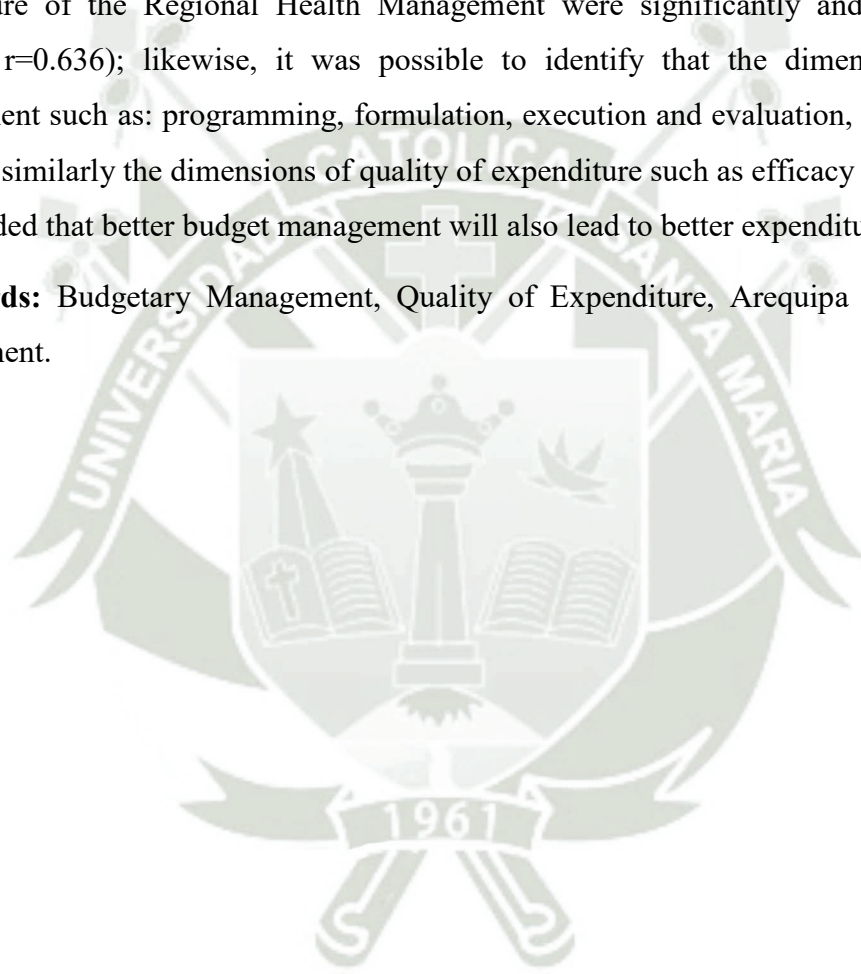 ure of the Regional Health Management were significantly and
r=0.636); likewise, it was possible to identify that the dimen
ent such as: programming, formulation, execution and evaluation,
similarly the dimensions of quality of expenditure such as efficacy
ded that better budget management will also lead to better expenditu
rds: Budgetary Management, Quality of Expenditure, Arequipa
ent.
UNIVERSIDAD CATOLICA SANTA MARIA
1961